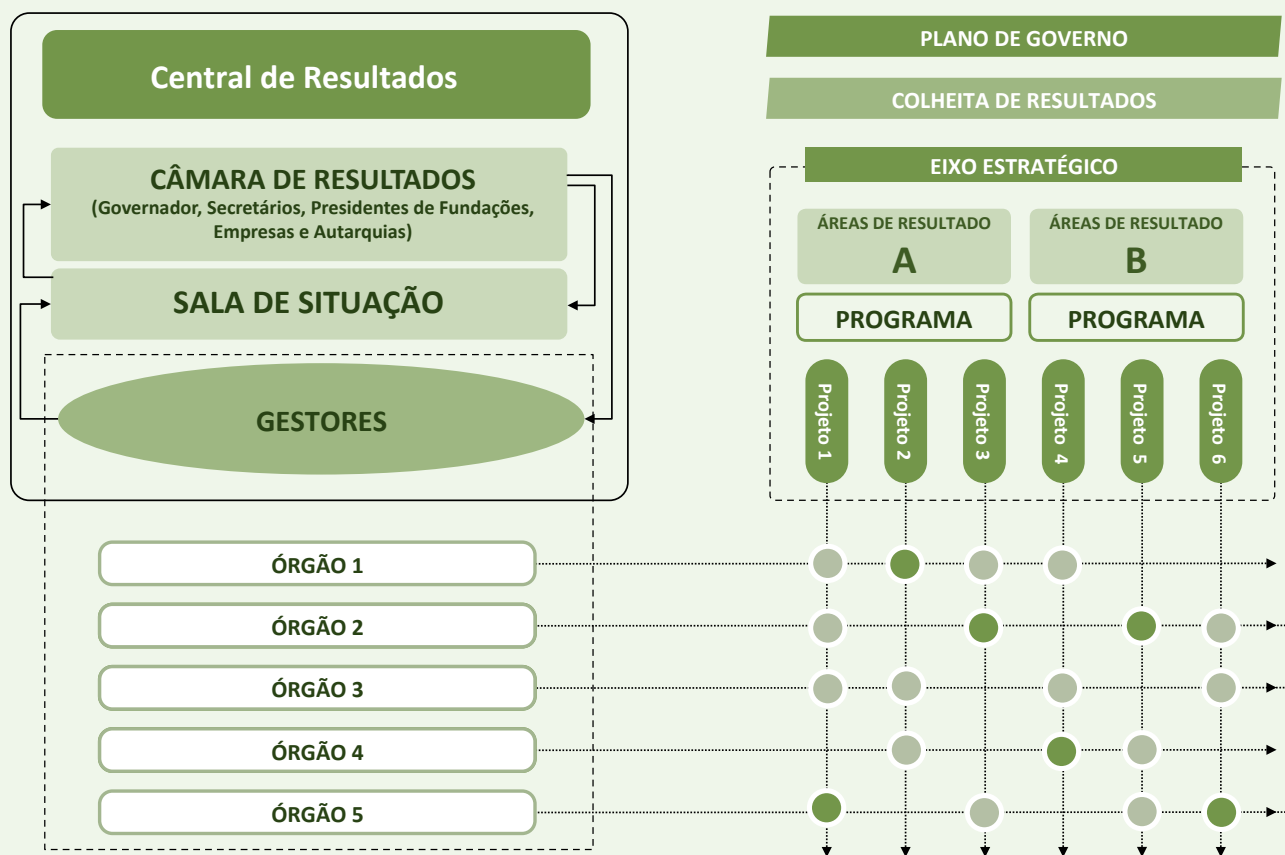 Central de Resultados
CÂMARA DE RESULTADOS
(Governador, Secretários, Presidentes de Fundações,
Empresas e Autarquias)
SALA DE SITUAÇÃO
GESTORES
ÓRGÃO 1
ÓRGÃO 2
ÓRGÃO 3
ÓRGÃO 4
ÓRGÃO 5
PLANO DE GOVERNO
COLHEITA DE RESULTADOS
EIXO ESTRATÉGICO
ÁREAS DE RESULTADO
A
ÁREAS DE RESULTADO
B
PROGRAMA
PROGRAMA
Projeto 1
Projeto 2
Projeto 3
Projeto 4
Projeto 5
Projeto 6